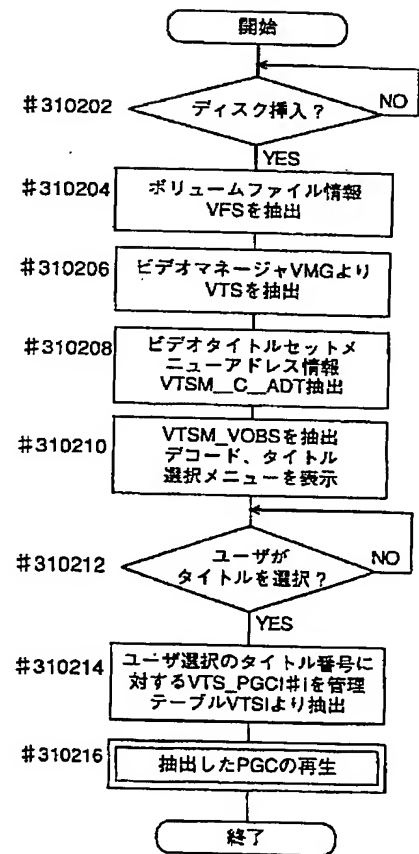 開始
#310202
ディスク挿入?
NO
YES
#310204
ボリュームファイル情報
VFSを抽出
#310206
ビデオマネージャVMGより
VTSを抽出
#310208
ビデオタイトルセットメ
ニューアドレス情報
VTSM__C__ADT抽出
#310210
VTSM_VOBSを抽出
デコード、タイトル
選択メニューを表示
#310212
ユーザが
タイトルを選択?
NO
YES
#310214
ユーザ選択のタイトル番号に
対するVTS_PGCI#iを管理
テーブルVTSIより抽出
#310216
抽出したPGCの再生
終了